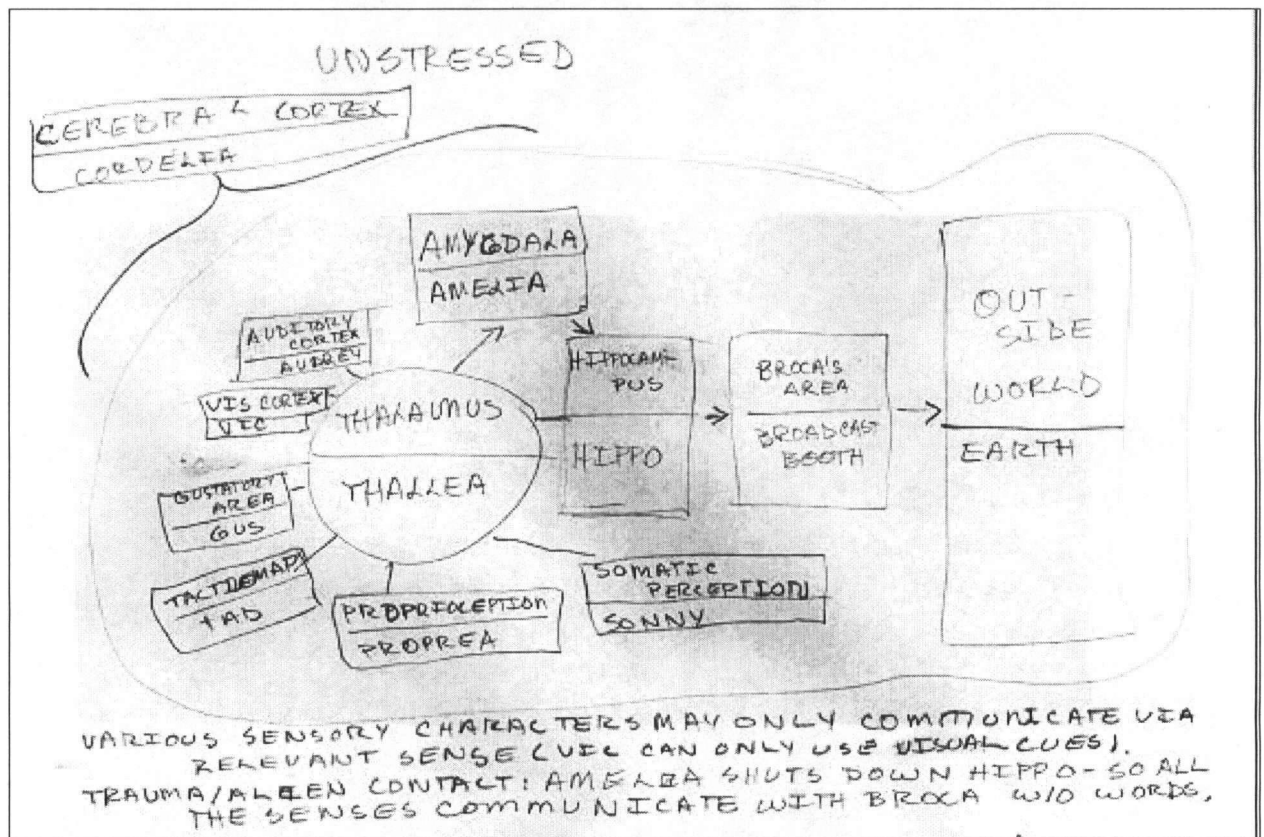 UNSTRESSED
CEREBRAL CORTEX
CORDELIA
AMYGDALA
AMELIA
AUDITORY
CORTEX
AUDREY
VIS CORTEX
VIC
GUSTATORY
AREA
GUS
TACTILE MAP
TAD
PROPRIOCEPTION
PROPREA
SOMATIC
PERCEPTION
SONNY
THALAMUS
THALLEA
HIPPOCAM-
PUS
HIPPO
BROCA'S
AREA
BROADCAST
BOOTH
OUT-
SIDE
WORLD
EARTH
VARIOUS SENSORY CHARACTERS MAY ONLY COMMUNICATE VIA
RELEVANT SENSE (VIC CAN ONLY USE VISUAL CUES).
TRAUMA/ALIEN CONTACT: AMELIA SHUTS DOWN HIPPO - SO ALL
THE SENSES COMMUNICATE WITH BROCA W/O WORDS.